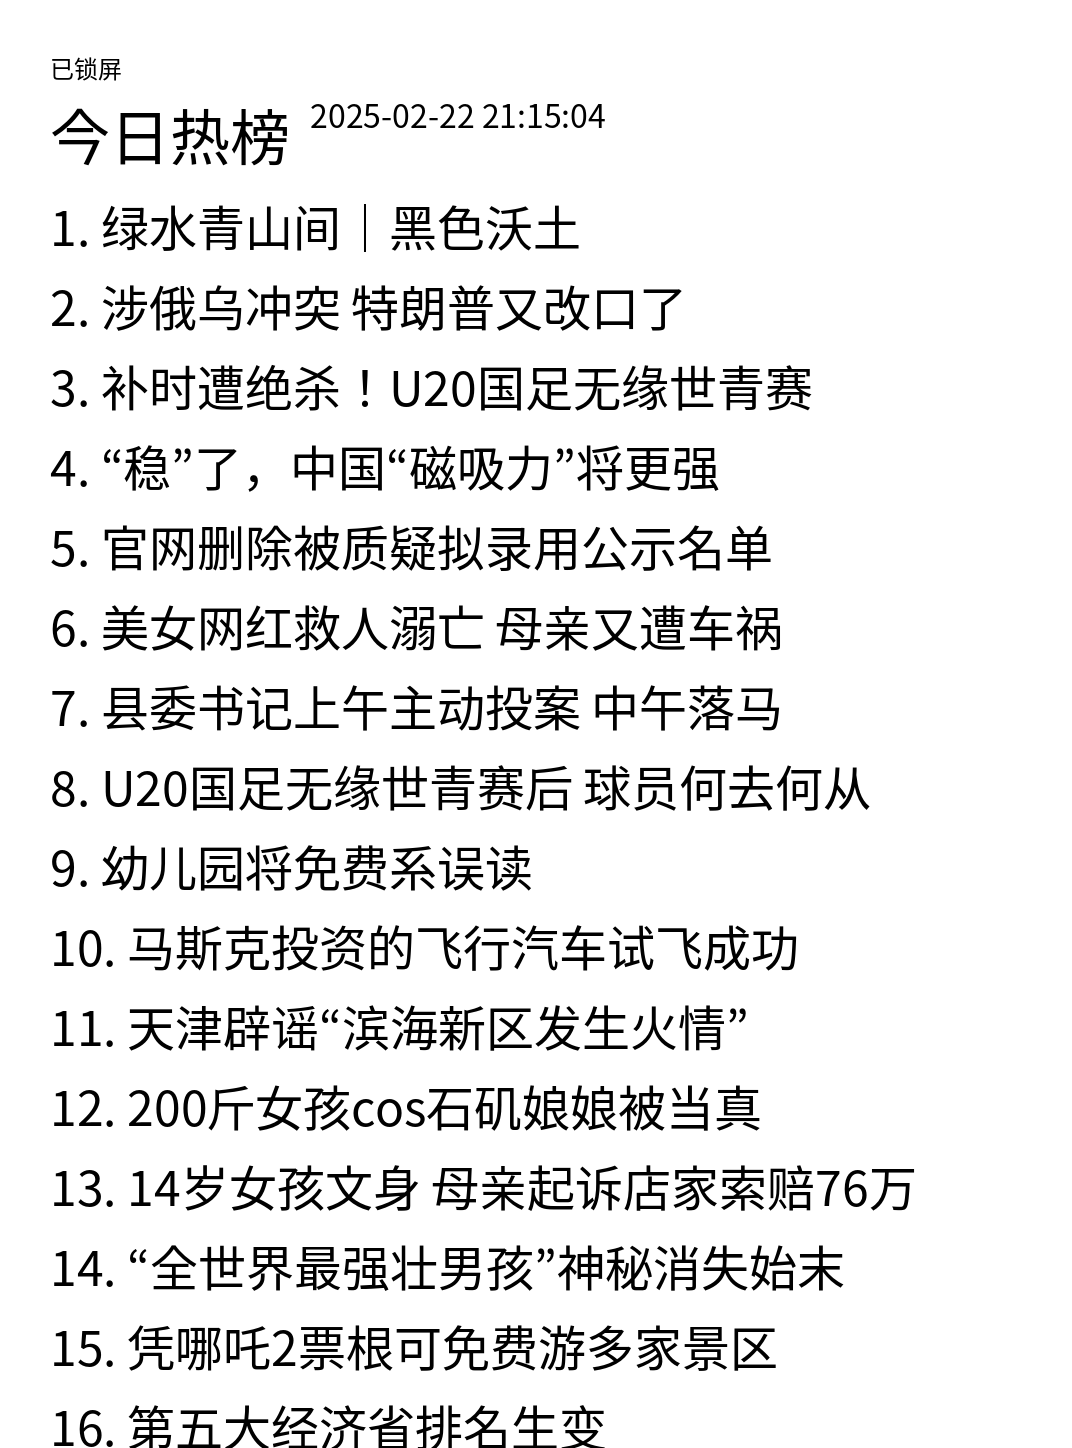 已锁屏
今日热榜 2025-02-22 21:15:04
1. 绿水青山间｜黑色沃土
2. 涉俄乌冲突 特朗普又改口了
3. 补时遭绝杀！U20国足无缘世青赛
4. “稳”了，中国“磁吸力”将更强
5. 官网删除被质疑拟录用公示名单
6. 美女网红救人溺亡 母亲又遭车祸
7. 县委书记上午主动投案 中午落马
8. U20国足无缘世青赛后 球员何去何从
9. 幼儿园将免费系误读
10. 马斯克投资的飞行汽车试飞成功
11. 天津辟谣“滨海新区发生火情”
12. 200斤女孩cos石矶娘娘被当真
13. 14岁女孩文身 母亲起诉店家索赔76万
14. “全世界最强壮男孩”神秘消失始末
15. 凭哪吒2票根可免费游多家景区
16. 第五大经济省排名生变